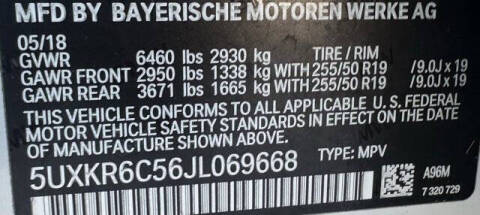 MFD BY BAYERISCHE MOTOREN WERKE AG
05/18
GVWR 6460 lbs 2930 kg TIRE / RIM
GAWR FRONT 2950 lbs 1338 kg WITH 255/50 R19 /9.0J x 19
GAWR REAR 3671 lbs 1665 kg WITH 255/50 R19 /9.0J x 19
THIS VEHICLE CONFORMS TO ALL APPLICABLE U. S. FEDERAL
MOTOR VEHICLE SAFETY STANDARDS IN EFFECT ON THE DATE
OF MANUFACTURE SHOWN ABOVE.
5UXKR6C56JL069668 TYPE: MPV A96M
7 320 729